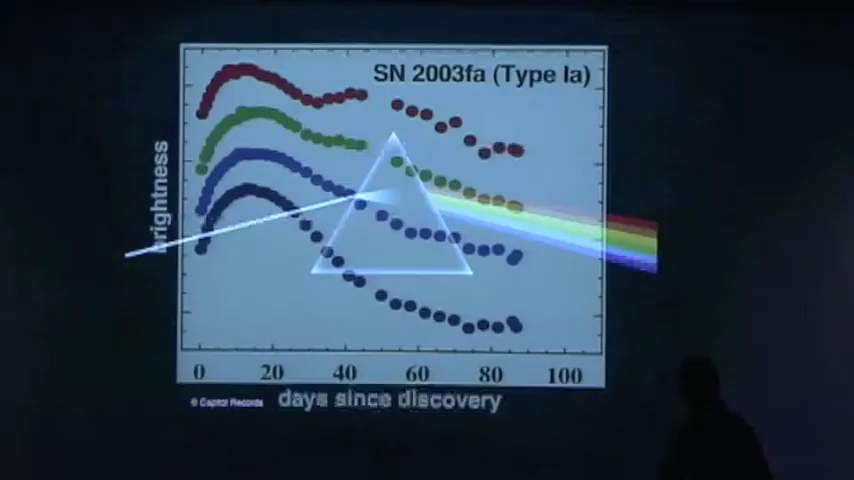 SN 2003fa (Type Ia)
brightness
0 20 40 60 80 100
© Capitol Records
days since discovery